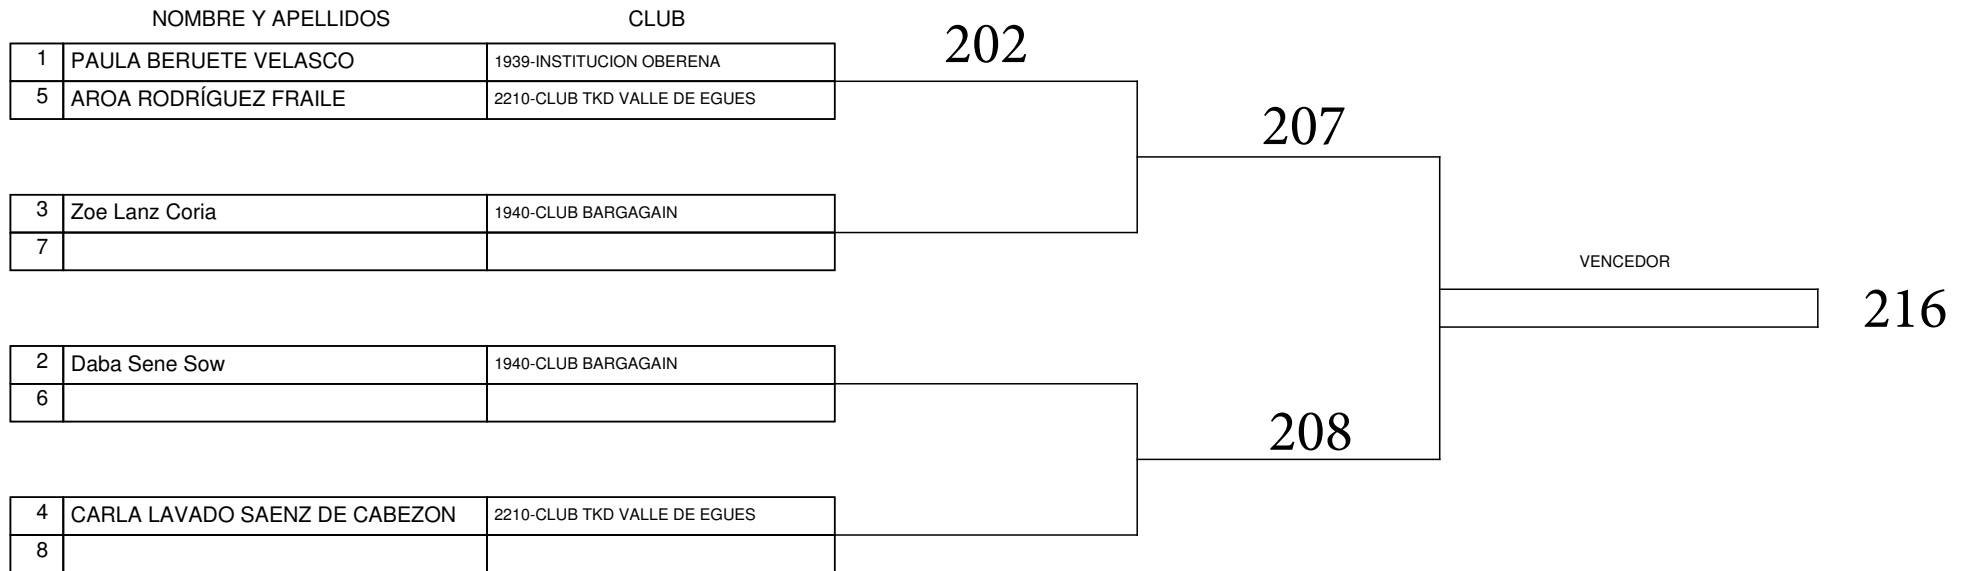 NOMBRE Y APELLIDOS CLUB
202
1 PAULA BERUETE VELASCO 1939-INSTITUCION OBERENA
5 AROA RODRÍGUEZ FRAILE 2210-CLUB TKD VALLE DE EGUES
207
3 Zoe Lanz Coria 1940-CLUB BARGAGAIN
7
VENCEDOR
216
2 Daba Sene Sow 1940-CLUB BARGAGAIN
6
208
4 CARLA LAVADO SAENZ DE CABEZON 2210-CLUB TKD VALLE DE EGUES
8